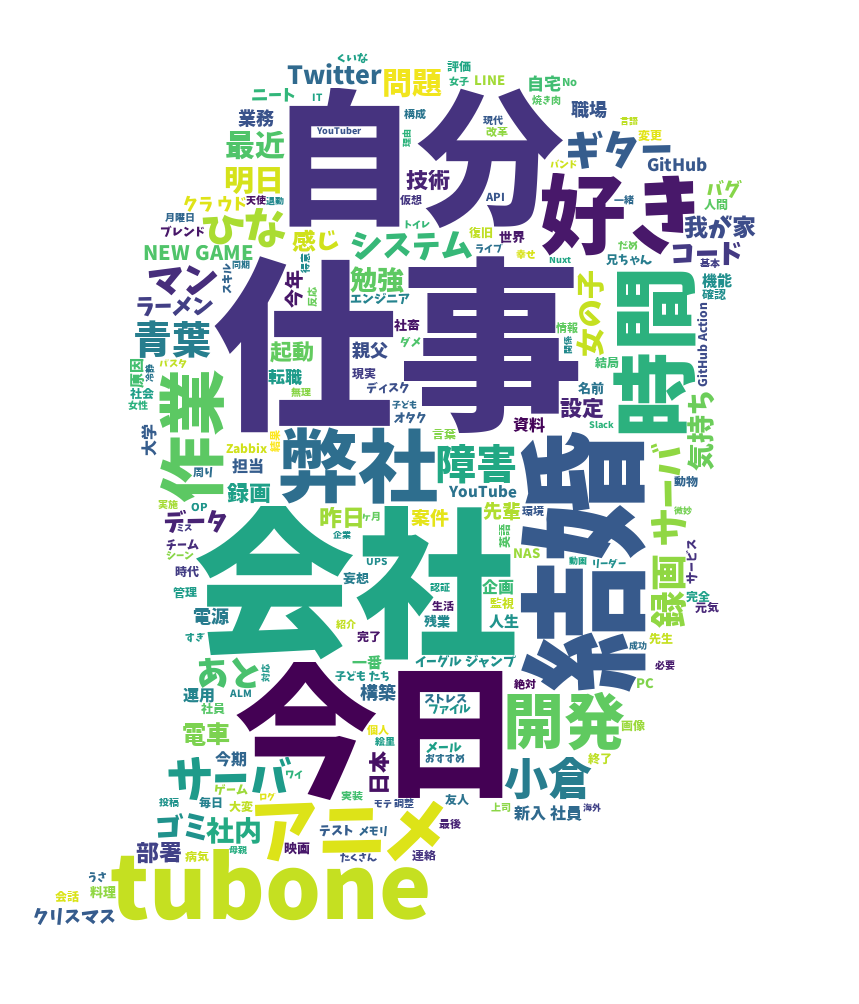 くいな
Twitter
問題
評価
女子
LINE
自宅
No
焼き肉
ニート
IT
自分
構成
職場
業務
YouTuber
理由
現代
改革
言語
変更
最近
ギター
バンド
GitHub
明日
技術
好き
バグ
クラウド
天使
退勤
仮想
API
一緒
人間
月曜日
ブレンド
ひな
感じ
システム
トイレ
復旧
世界
我が家
NEW GAME
得意
ライブ
幸せ
だめ
コード
マン
スキル
同期
今年
反応
勉強
Nuxt
兄ちゃん
基本
機能
確認
ラーメン
仕事
エンジニア
女の子
時間
青葉
社畜
ダメ
情報
関係
GitHub Action
起動
親父
結局
原因
冷静
パスタ
転職
現実
ディスク
名前
社会
女性
作業
無理
子ども
オタク
設定
気持ち
大学
結果
言葉
資料
Slack
Zabbix
弊社
障害
結婚
サーバ
周り
担当
録画
YouTube
動物
実施
OP
データ
ミス
昨日
ケ月
案件
先輩
環境
微妙
チーム
シーン
企業
英語
NAS
録画
サービス
時代
会社
UPS
動画
リーダー
管理
妄想
認証
企画
監視
完全
元気
電源
紹介
生活
残業
人生
すぎ
完了
先生
成功
あと
対応
一番
イーグル ジャンプ
必要
運用
ALM
子ども たち
構築
絶対
PC
社員
今日
ストレス
ファイル
開発
画像
電車
個人
絵里
メール
おすすめ
今期
日本
終了
サーバ
ワイ
小倉
ゲーム
投稿
毎日
大変
ログ
実装
モテ
調整
友人
上司
新入 社員
海外
ゴミ
社内
アニメ
テスト
メモリ
最後
部署
病気
母親
映画
たくさん
連絡
うさ
tubone
会話
料理
クリスマス